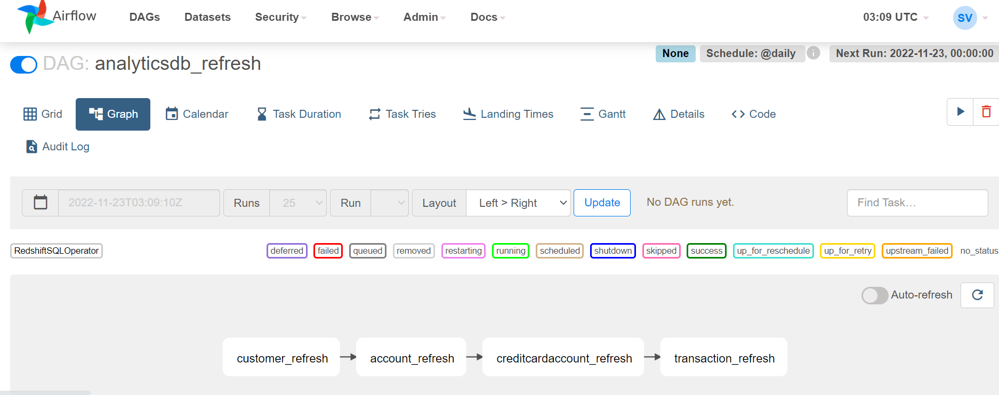 Airflow DAGs Datasets Security Browse Admin Docs 03:09 UTC SV
DAG: analyticsdb_refresh None Schedule: @daily i Next Run: 2022-11-23, 00:00:00
Grid Graph Calendar Task Duration Task Tries Landing Times Gantt Details Code
Audit Log
2022-11-23T03:09:10Z Runs 25 Run Layout Left > Right Update No DAG runs yet. Find Task…
RedshiftSQLOperator deferred failed queued removed restarting running scheduled shutdown skipped success up_for_reschedule up_for_retry upstream_failed no_status
Auto-refresh
customer_refresh account_refresh creditcardaccount_refresh transaction_refresh